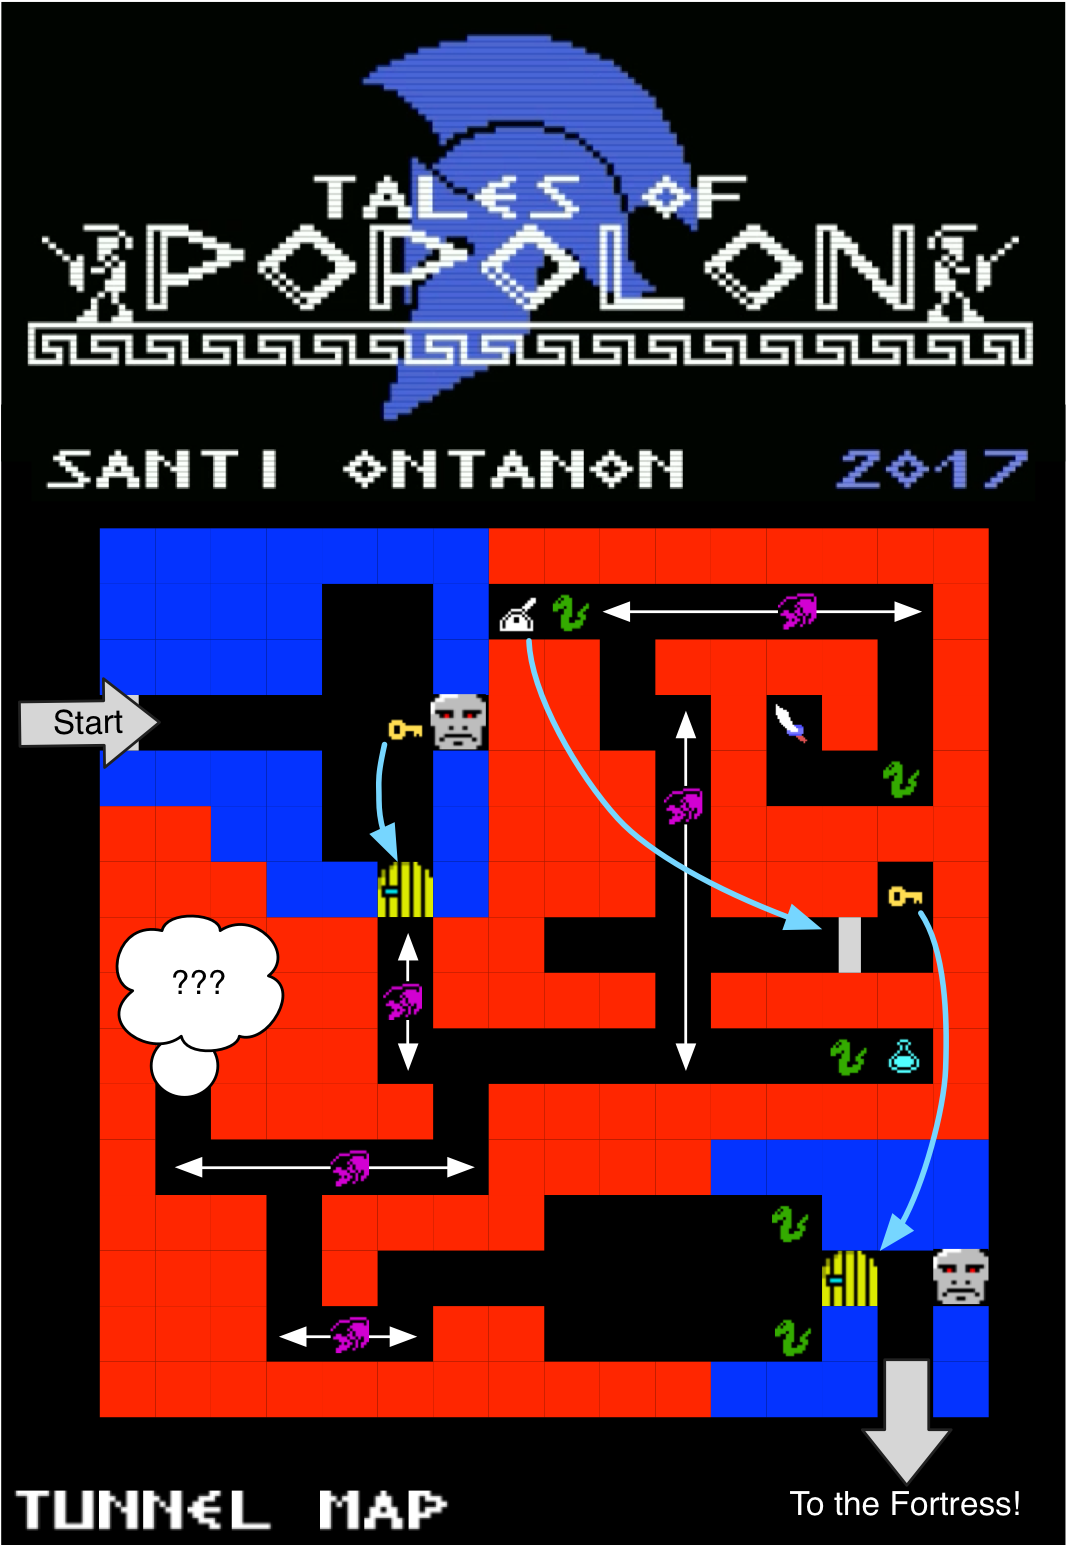 TALES OF
POPOLON
SANTI ONTANON 2017
Start
???
TUNNEL MAP
To the Fortress!